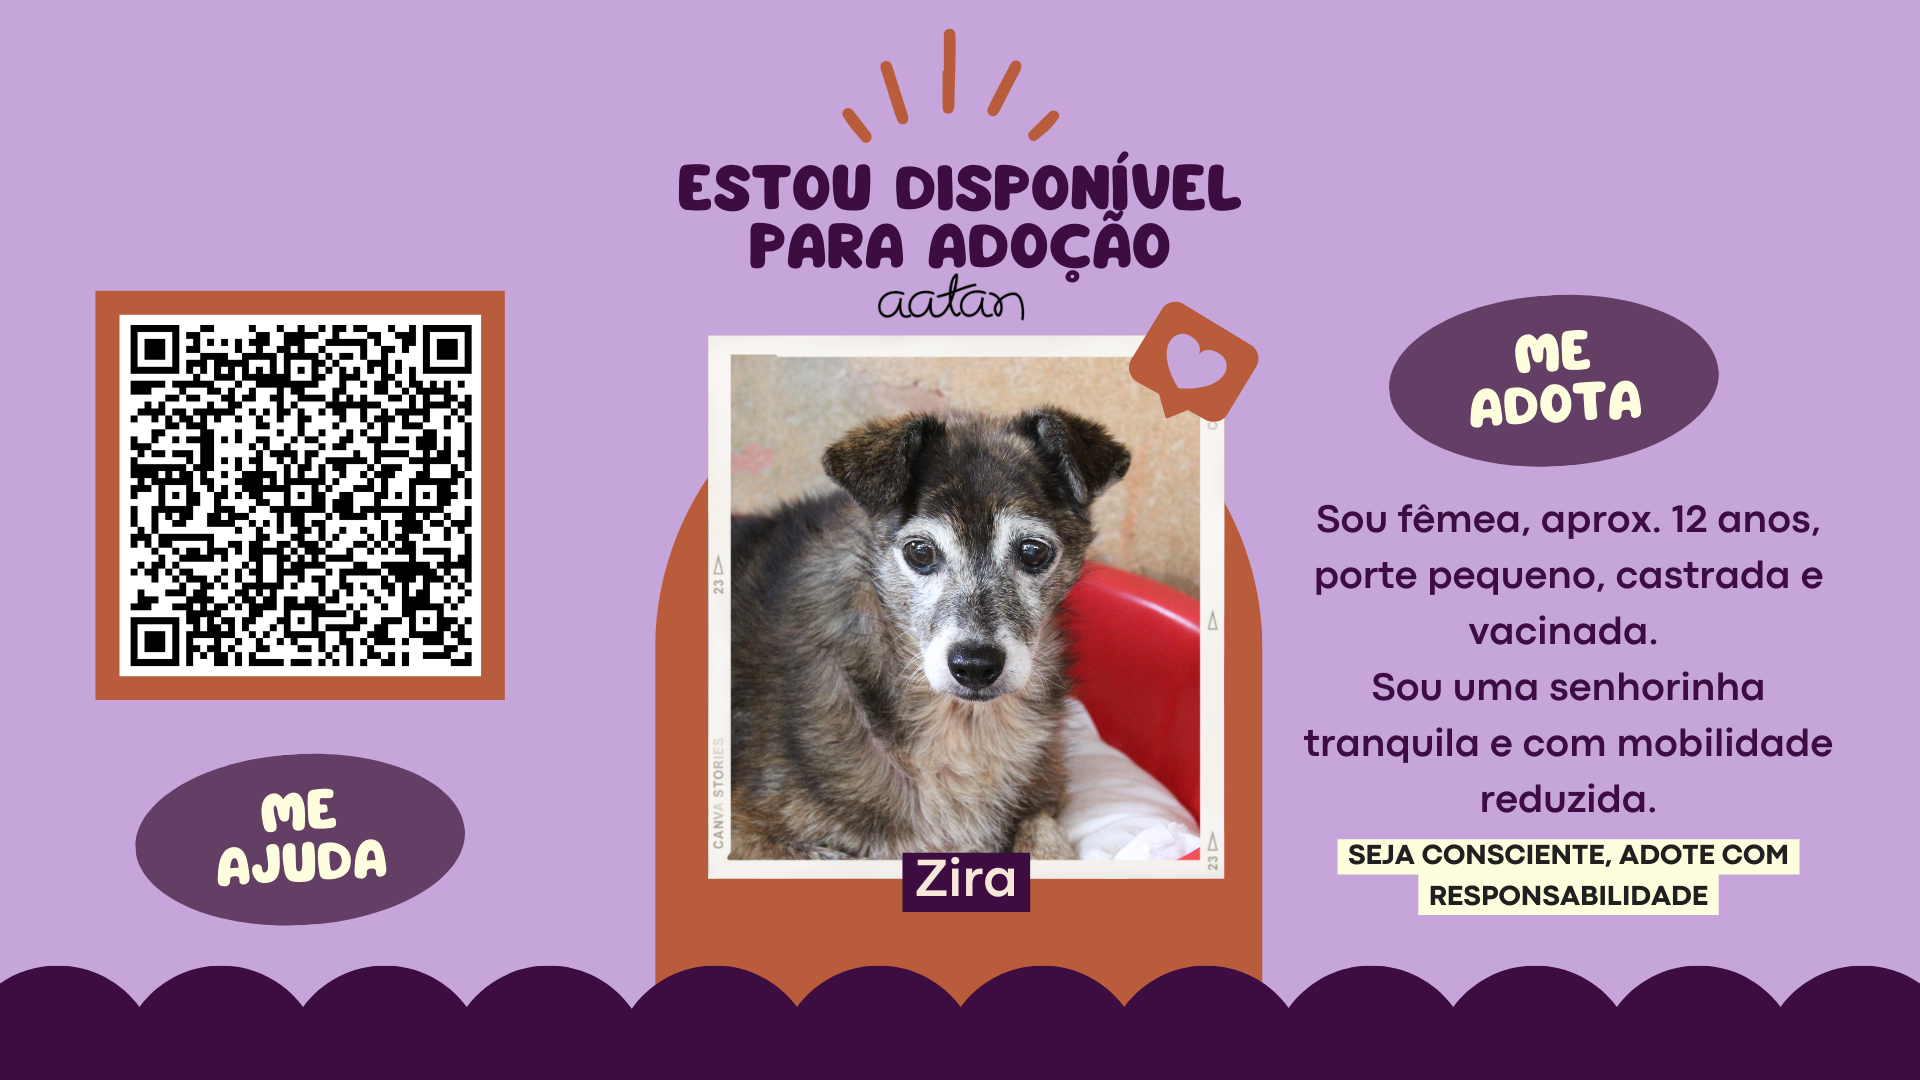 ESTOU DISPONÍVEL
PARA ADOÇÃO
aatan
ME
AJUDA
23
CANVA STORIES
23
Zira
ME
ADOTA
Sou fêmea, aprox. 12 anos,
porte pequeno, castrada e
vacinada.
Sou uma senhorinha
tranquila e com mobilidade
reduzida.
SEJA CONSCIENTE, ADOTE COM
RESPONSABILIDADE